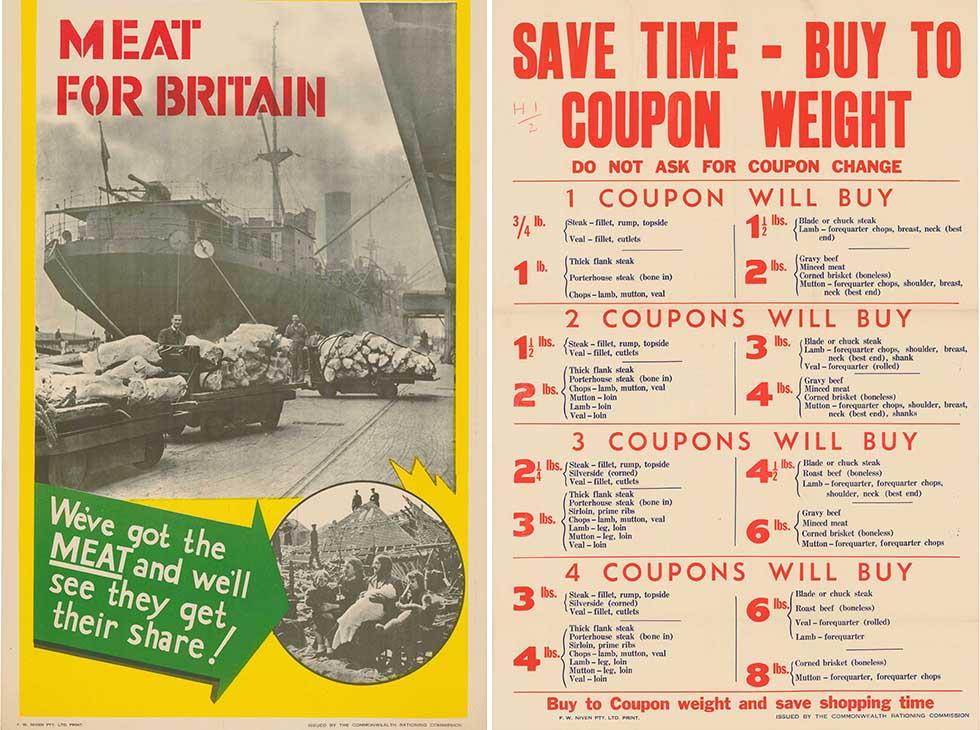 MEAT
FOR BRITAIN
We've got the
MEAT and we'll
see they get
their share!
F. W. NIVEN PTY. LTD. PRINT.
ISSUED BY THE COMMONWEALTH RATIONING COMMISSION
SAVE TIME - BUY TO
COUPON WEIGHT
H 1/2
DO NOT ASK FOR COUPON CHANGE
1 COUPON WILL BUY
3/4 lb.
Steak – fillet, rump, topside
Veal – fillet, cutlets
1 lb.
Thick flank steak
Porterhouse steak (bone in)
Chops – lamb, mutton, veal
1 1/2 lbs.
Blade or chuck steak
Lamb – forequarter chops, breast, neck (best
end)
2 lbs.
Gravy beef
Minced meat
Corned brisket (boneless)
Mutton – forequarter chops, shoulder, breast,
neck (best end)
2 COUPONS WILL BUY
1 1/2 lbs.
Steak – fillet, rump, topside
Veal – fillet, cutlets
2 lbs.
Thick flank steak
Porterhouse steak (bone in)
Chops – lamb, mutton, veal
Mutton – loin
Lamb – loin
Veal – loin
3 lbs.
Blade or chuck steak
Lamb – forequarter chops, shoulder, breast,
neck (best end), shank
Veal – forequarter (rolled)
4 lbs.
Gravy beef
Minced meat
Corned brisket (boneless)
Mutton – forequarter chops, shoulder, breast,
neck (best end), shanks
3 COUPONS WILL BUY
2 1/4 lbs.
Steak – fillet, rump, topside
Silverside (corned)
Veal – fillet, cutlets
3 lbs.
Thick flank steak
Porterhouse steak (bone in)
Sirloin, prime ribs
Chops – lamb, mutton, veal
Lamb – leg, loin
Mutton – leg, loin
Veal – loin
4 1/2 lbs.
Blade or chuck steak
Roast beef (boneless)
Lamb – forequarter, forequarter chops,
shoulder, neck (best end)
6 lbs.
Gravy beef
Minced meat
Corned brisket (boneless)
Mutton – forequarter, forequarter chops
4 COUPONS WILL BUY
3 lbs.
Steak – fillet, rump, topside
Silverside (corned)
Veal – fillet, cutlets
4 lbs.
Thick flank steak
Porterhouse steak (bone in)
Sirloin, prime ribs
Chops – lamb, mutton, veal
Lamb – leg, loin
Mutton – leg, loin
Veal – loin
6 lbs.
Blade or chuck steak
Roast beef (boneless)
Veal – forequarter (rolled)
Lamb – forequarter
8 lbs.
Corned brisket (boneless)
Mutton – forequarter, forequarter chops
Buy to Coupon weight and save shopping time
F. W. NIVEN PTY. LTD. PRINT.
ISSUED BY THE COMMONWEALTH RATIONING COMMISSION